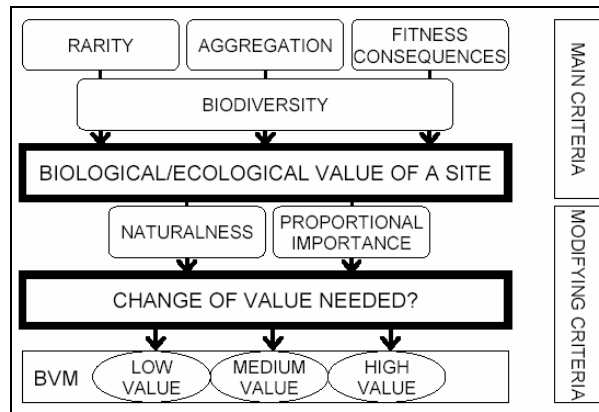 RARITY
AGGREGATION
FITNESS
CONSEQUENCES
BIODIVERSITY
BIOLOGICAL/ECOLOGICAL VALUE OF A SITE
NATURALNESS
PROPORTIONAL
IMPORTANCE
CHANGE OF VALUE NEEDED?
BVM
LOW
VALUE
MEDIUM
VALUE
HIGH
VALUE
MAIN CRITERIA
MODIFYING CRITERIA